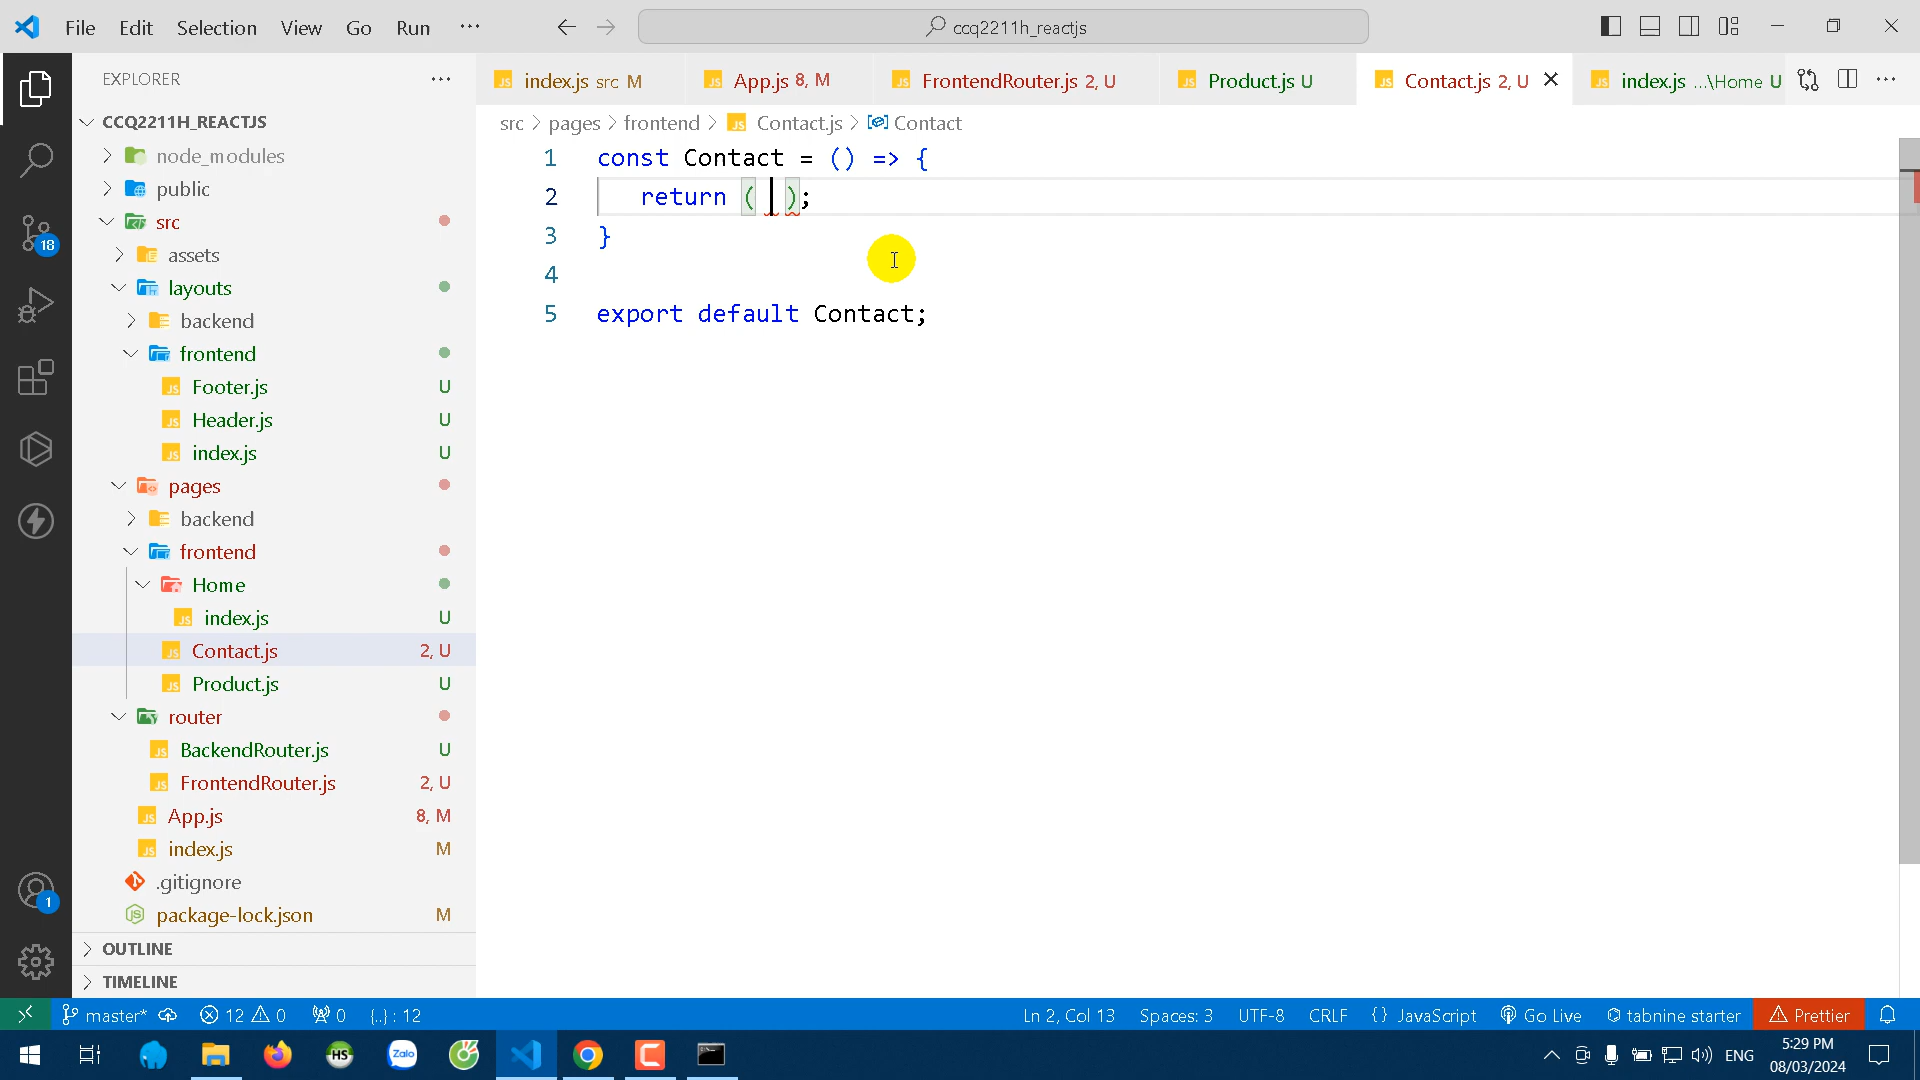 File Edit Selection View Go Run ···
ccq2211h_reactjs
EXPLORER
index.js src M
App.js 8, M
FrontendRouter.js 2, U
Product.js U
Contact.js 2, U
index.js ...\Home U
src > pages > frontend > Contact.js > Contact
CCQ2211H_REACTJS
node_modules
public
src
assets
layouts
backend
frontend
Footer.js U
Header.js U
index.js U
pages
backend
frontend
Home
index.js U
Contact.js 2, U
Product.js U
router
BackendRouter.js U
FrontendRouter.js 2, U
App.js 8, M
index.js M
.gitignore
package-lock.json M
OUTLINE
TIMELINE
18
1
1 const Contact = () => {
2 return ( );
3 }
4
5 export default Contact;
master* 12 0 0 {..} : 12
Ln 2, Col 13 Spaces: 3 UTF-8 CRLF {} JavaScript Go Live tabnine starter Prettier
HS
Zalo
ENG
5:29 PM
08/03/2024